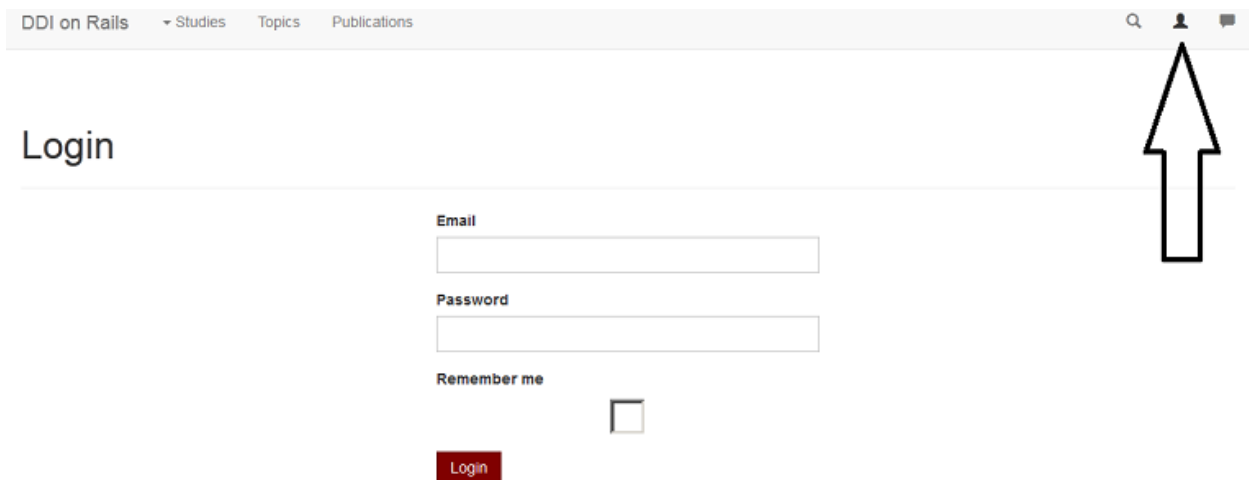 DDI on Rails Studies Topics Publications
Login
Email
Password
Remember me
Login